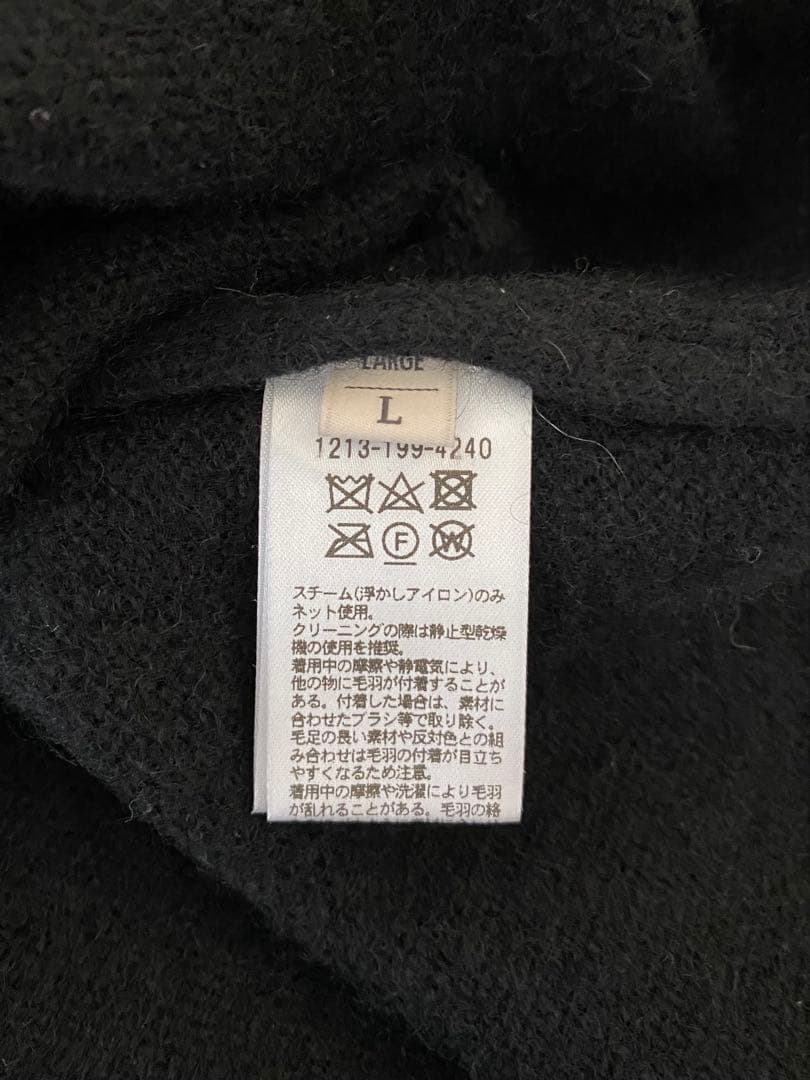 LARGE
L
1213-199-4240
F
W
スチーム(浮かしアイロン)のみ
ネット使用。
クリーニングの際は静止型乾燥
機の使用を推奨。
着用中の摩擦や静電気により、
他の物に毛羽が付着することが
ある。付着した場合は、素材に
合わせたブラシ等で取り除く。
毛足の長い素材や反対色との組
み合わせは毛羽の付着が目立ち
やすくなるため注意。
着用中の摩擦や洗濯により毛羽
が乱れることがある。毛羽の絡